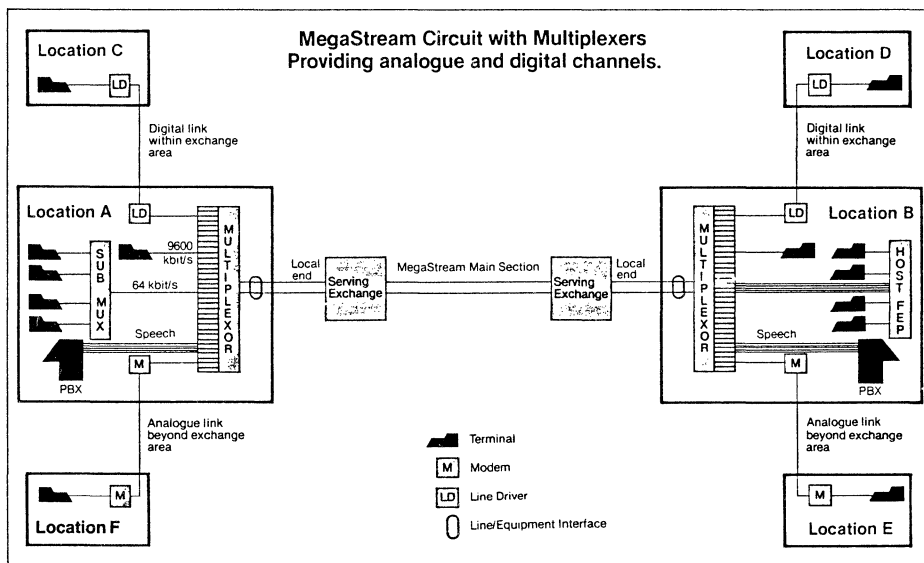 MegaStream Circuit with Multiplexers
Providing analogue and digital channels.
Location C
LD
Digital link
within exchange
area
Location D
LD
Digital link
within exchange
area
Location A
LD
SUB MUX
9600
kbit/s
64 kbit/s
Speech
M
PBX
MULTIPLEXOR
Local
end
Serving
Exchange
MegaStream Main Section
Serving
Exchange
Local
end
Location B
LD
MULTIPLEXOR
HOST FEP
Speech
M
PBX
Analogue link
beyond exchange
area
Analogue link
beyond exchange
area
Location F
M
Location E
M
Terminal
M
Modem
LD
Line Driver
Line/Equipment Interface